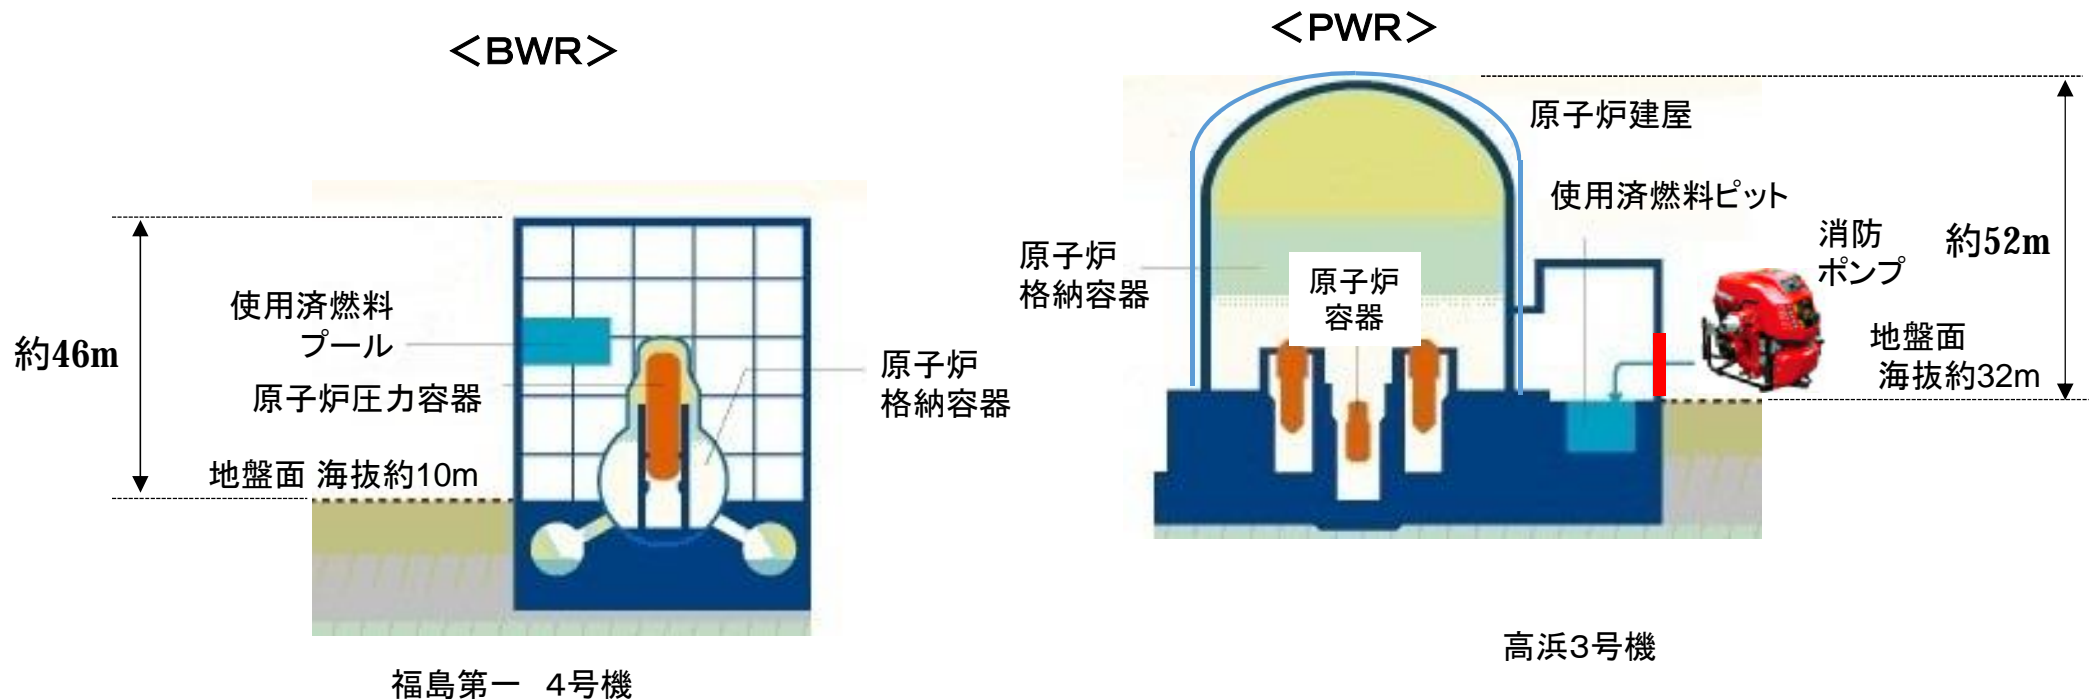 ＜BWR＞
約46m
使用済燃料
プール
原子炉圧力容器
地盤面 海抜約10m
原子炉
格納容器
福島第一　4号機
＜PWR＞
原子炉建屋
使用済燃料ピット
消防
ポンプ
約52m
原子炉
格納容器
原子炉
容器
地盤面
海抜約32m
高浜3号機